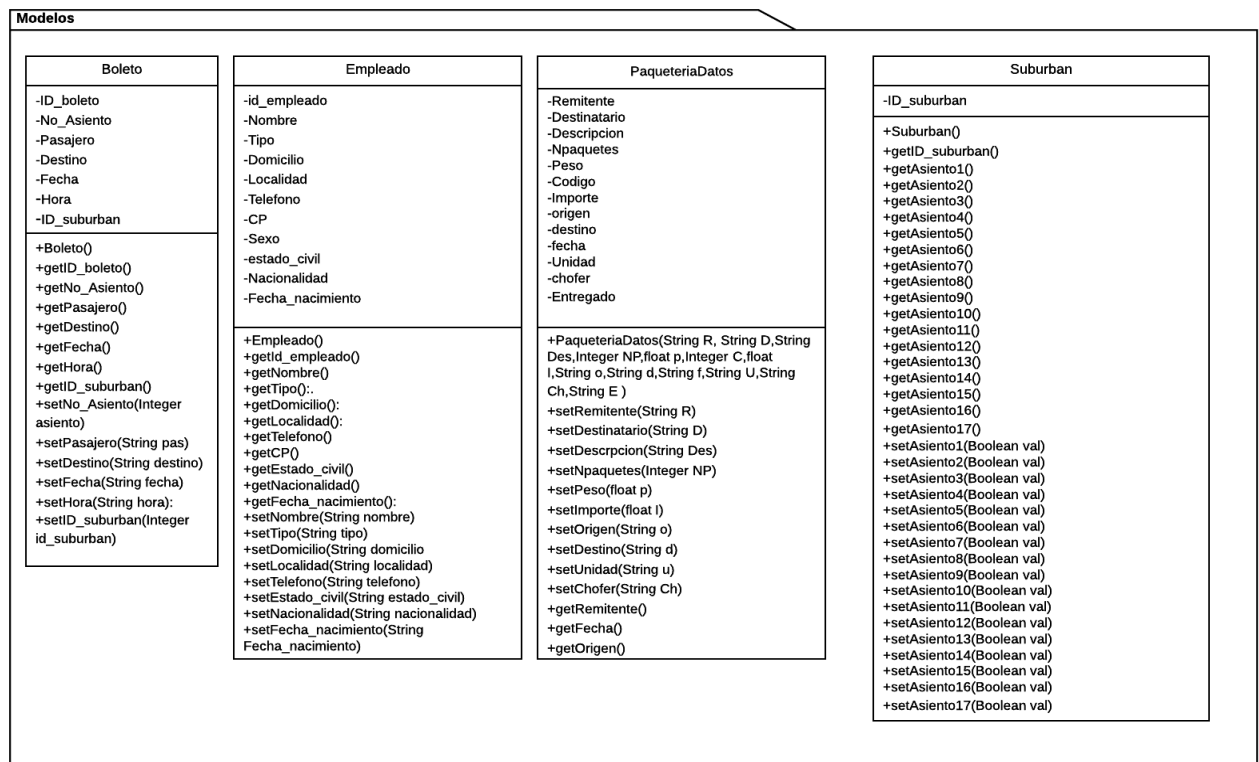 Modelos
Boleto
-ID_boleto
-No_Asiento
-Pasajero
-Destino
-Fecha
-Hora
-ID_suburban
+Boleto()
+getID_boleto()
+getNo_Asiento()
+getPasajero()
+getDestino()
+getFecha()
+getHora()
+getID_suburban()
+setNo_Asiento(Integer
asiento)
+setPasajero(String pas)
+setDestino(String destino)
+setFecha(String fecha)
+setHora(String hora):
+setID_suburban(Integer
id_suburban)
Empleado
-id_empleado
-Nombre
-Tipo
-Domicilio
-Localidad
-Telefono
-CP
-Sexo
-estado_civil
-Nacionalidad
-Fecha_nacimiento
+Empleado()
+getId_empleado()
+getNombre()
+getTipo():.
+getDomicilio():
+getLocalidad():
+getTelefono()
+getCP()
+getEstado_civil()
+getNacionalidad()
+getFecha_nacimiento():
+setNombre(String nombre)
+setTipo(String tipo)
+setDomicilio(String domicilio
+setLocalidad(String localidad)
+setTelefono(String telefono)
+setEstado_civil(String estado_civil)
+setNacionalidad(String nacionalidad)
+setFecha_nacimiento(String
Fecha_nacimiento)
PaqueteriaDatos
-Remitente
-Destinatario
-Descripcion
-Npaquetes
-Peso
-Codigo
-Importe
-origen
-destino
-fecha
-Unidad
-chofer
-Entregado
+PaqueteriaDatos(String R, String D,String
Des,Integer NP,float p,Integer C,float
I,String o,String d,String f,String U,String
Ch,String E )
+setRemitente(String R)
+setDestinatario(String D)
+setDescrpcion(String Des)
+setNpaquetes(Integer NP)
+setPeso(float p)
+setImporte(float I)
+setOrigen(String o)
+setDestino(String d)
+setUnidad(String u)
+setChofer(String Ch)
+getRemitente()
+getFecha()
+getOrigen()
Suburban
-ID_suburban
+Suburban()
+getID_suburban()
+getAsiento1()
+getAsiento2()
+getAsiento3()
+getAsiento4()
+getAsiento5()
+getAsiento6()
+getAsiento7()
+getAsiento8()
+getAsiento9()
+getAsiento10()
+getAsiento11()
+getAsiento12()
+getAsiento13()
+getAsiento14()
+getAsiento15()
+getAsiento16()
+getAsiento17()
+setAsiento1(Boolean val)
+setAsiento2(Boolean val)
+setAsiento3(Boolean val)
+setAsiento4(Boolean val)
+setAsiento5(Boolean val)
+setAsiento6(Boolean val)
+setAsiento7(Boolean val)
+setAsiento8(Boolean val)
+setAsiento9(Boolean val)
+setAsiento10(Boolean val)
+setAsiento11(Boolean val)
+setAsiento12(Boolean val)
+setAsiento13(Boolean val)
+setAsiento14(Boolean val)
+setAsiento15(Boolean val)
+setAsiento16(Boolean val)
+setAsiento17(Boolean val)